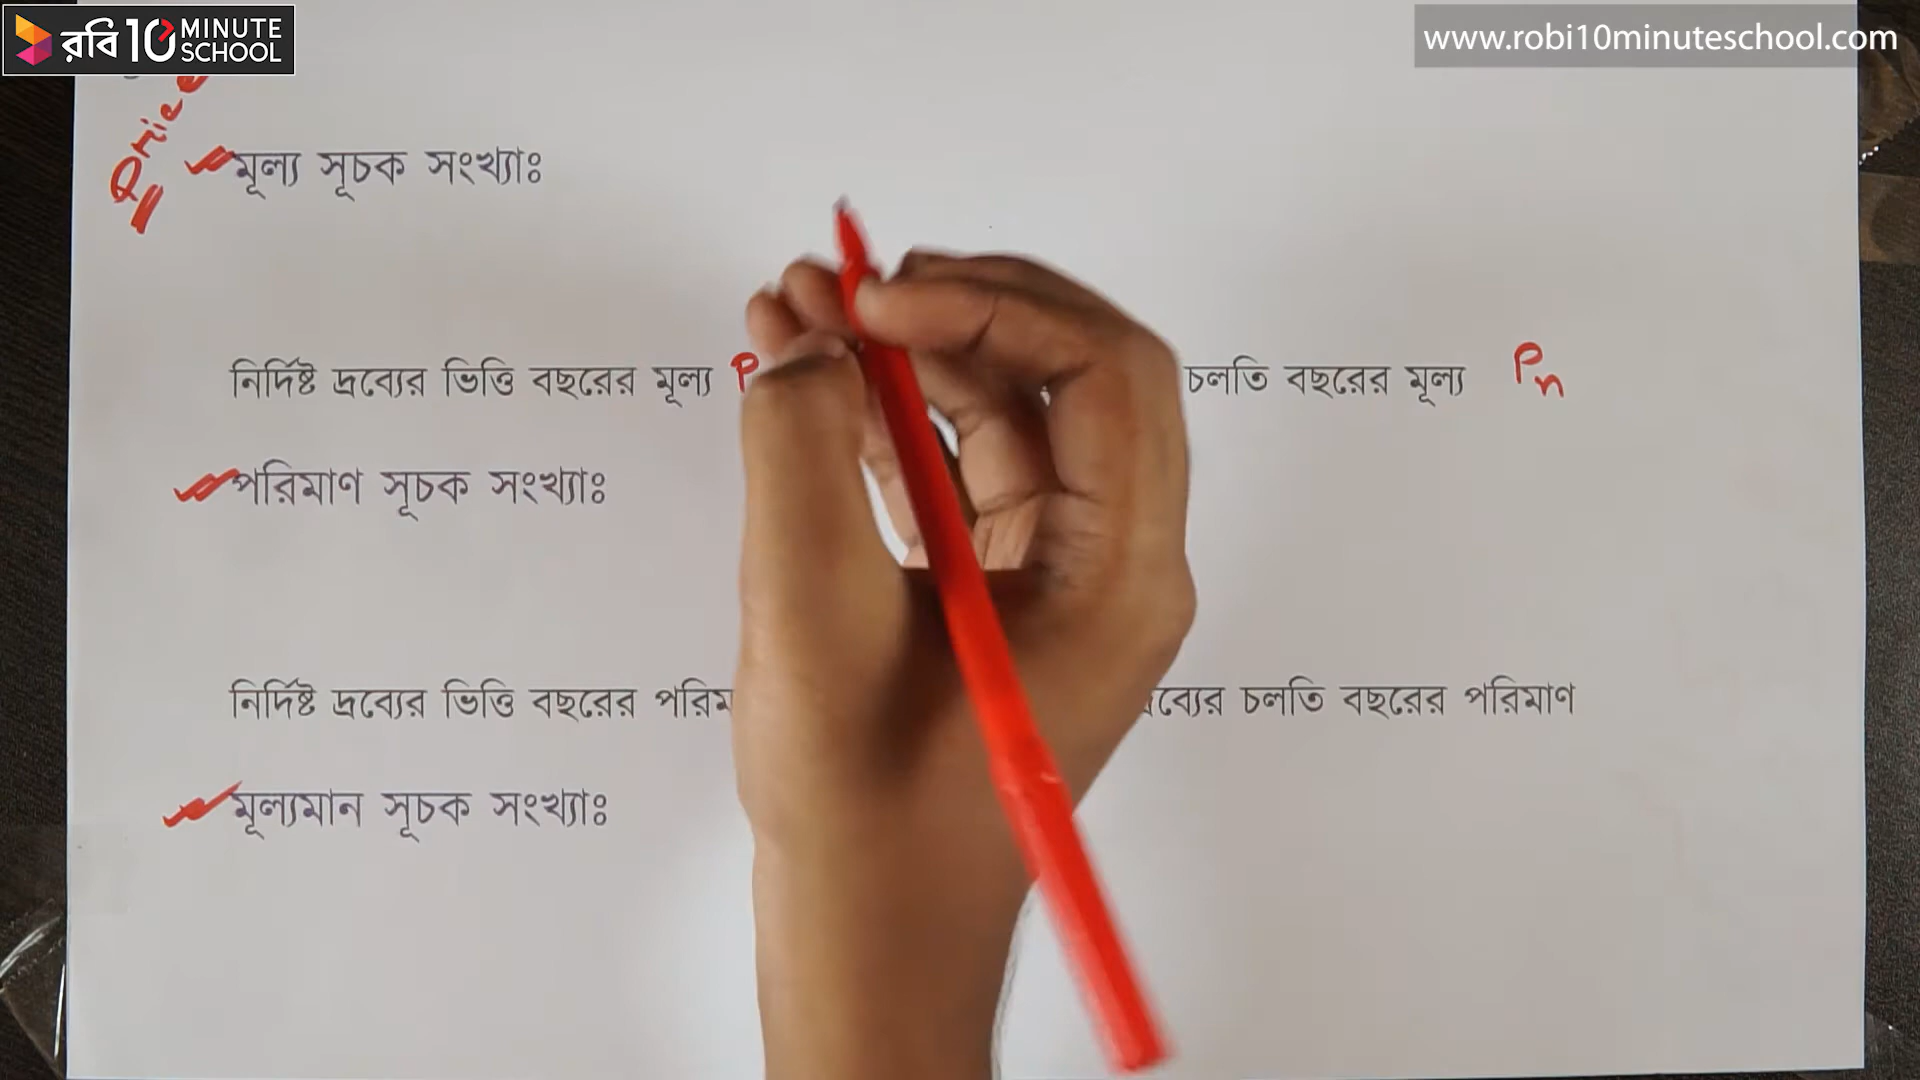 রবি 10 MINUTE SCHOOL
www.robi10minuteschool.com
Price
মূল্য সূচক সংখ্যাঃ
নির্দিষ্ট দ্রব্যের ভিত্তি বছরের মূল্য P চলতি বছরের মূল্য Pn
পরিমাণ সূচক সংখ্যাঃ
নির্দিষ্ট দ্রব্যের ভিত্তি বছরের চলতি বছরের পরিমাণ
মূল্যমান সূচক সংখ্যাঃ